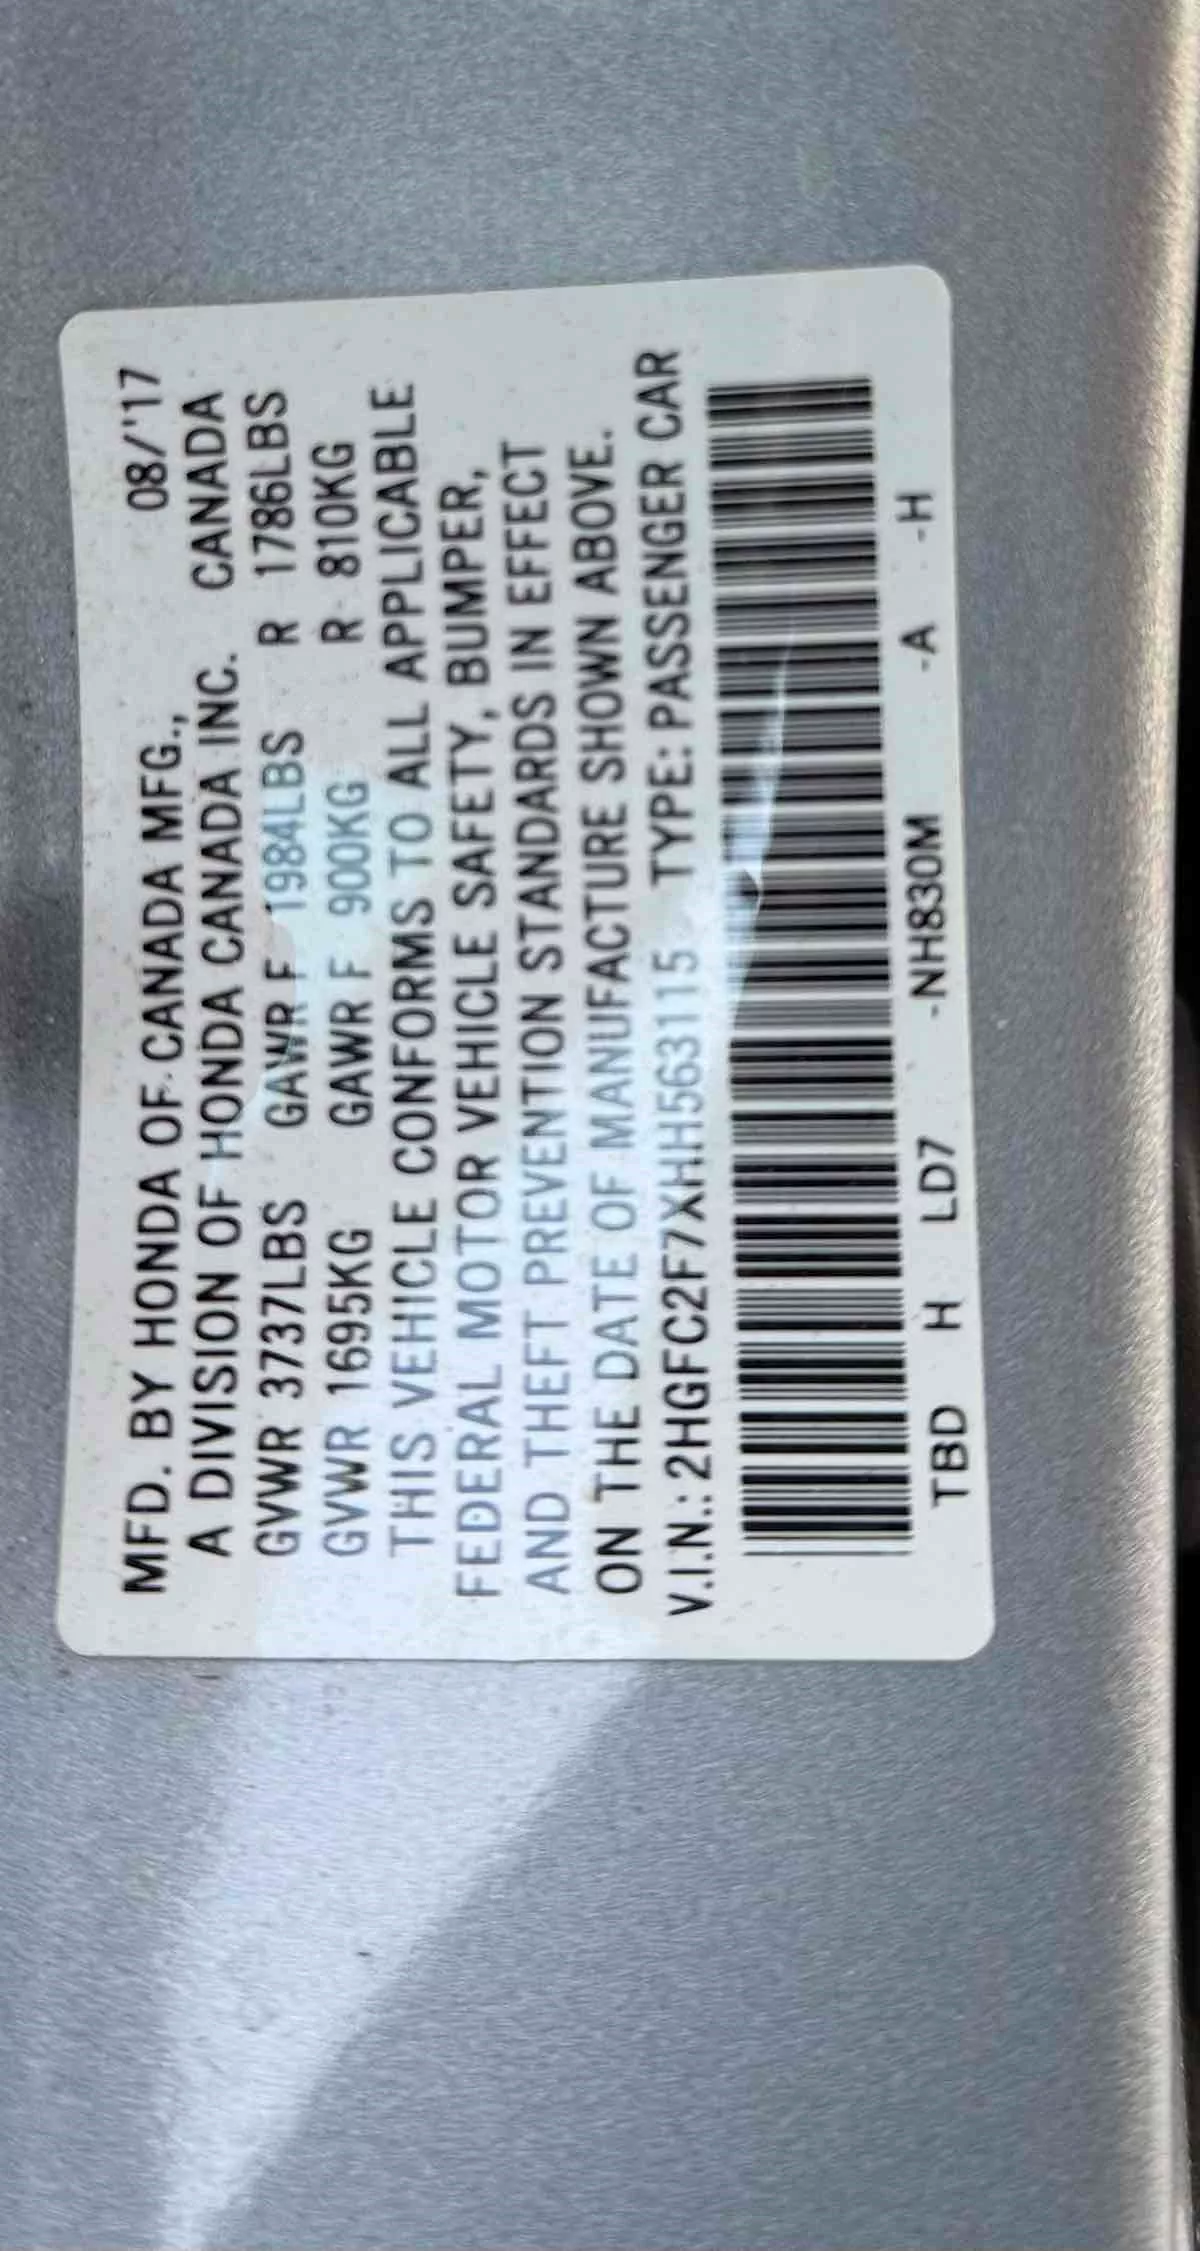 MFD. BY HONDA OF CANADA MFG., 08/'17
A DIVISION OF HONDA CANADA INC. CANADA
GVWR 3737LBS GAWR F 1984LBS R 1786LBS
GVWR 1695KG GAWR F 900KG R 810KG
THIS VEHICLE CONFORMS TO ALL APPLICABLE
FEDERAL MOTOR VEHICLE SAFETY, BUMPER,
AND THEFT PREVENTION STANDARDS IN EFFECT
ON THE DATE OF MANUFACTURE SHOWN ABOVE.
V.I.N.: 2HGFC2F7XHH563115 TYPE: PASSENGER CAR
TBD H LD7 -NH830M -A -H